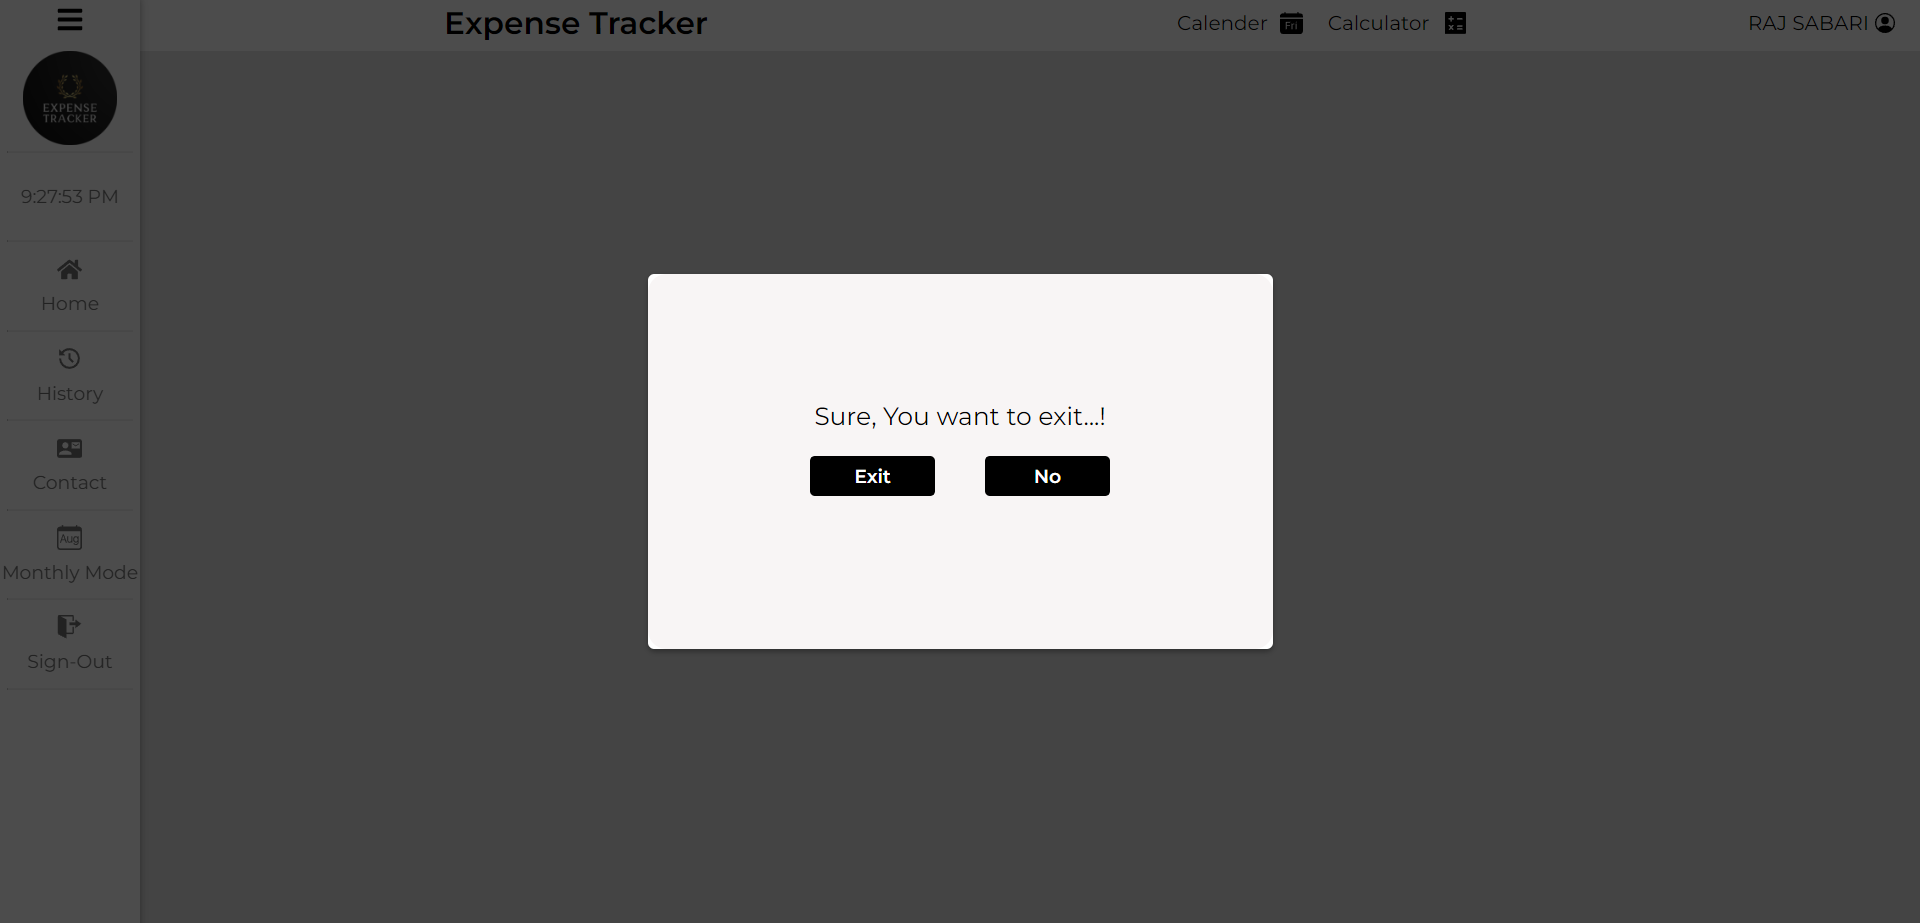 Expense Tracker
Calender Fri Calculator
RAJ SABARI
EXPENSE
TRACKER
9:27:53 PM
Home
History
Contact
Aug
Monthly Mode
Sign-Out
Sure, You want to exit...!
Exit No